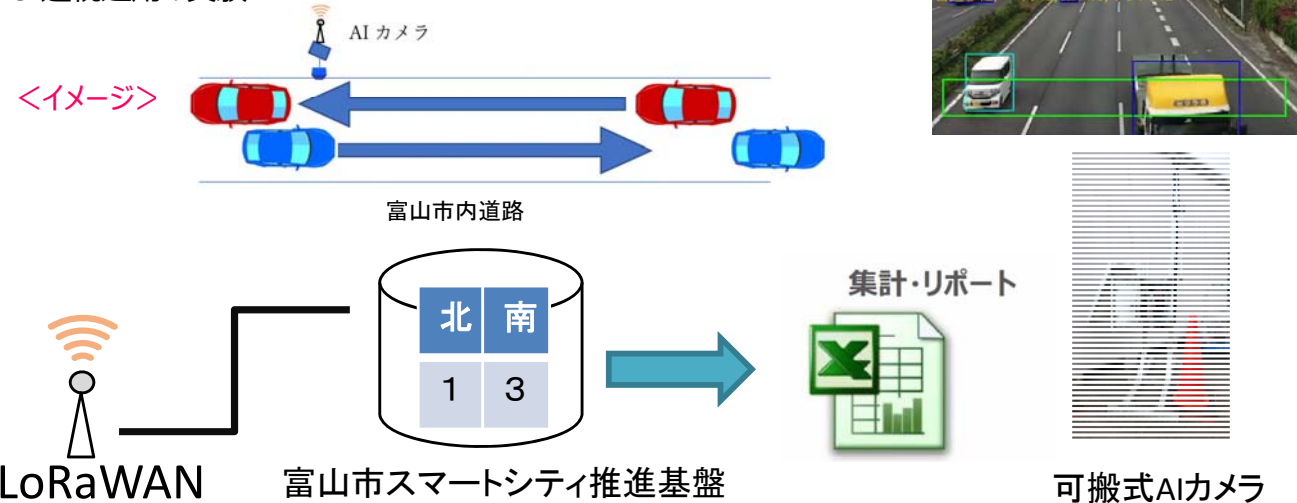 AIカメラ
＜イメージ＞
富山市内道路
北 南
1 3
集計・リポート
LoRaWAN
富山市スマートシティ推進基盤
可搬式AIカメラ